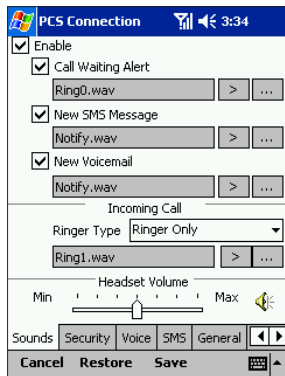 PCS Connection 3:34
Enable
Call Waiting Alert
Ring0.wav > ...
New SMS Message
Notify.wav > ...
New Voicemail
Notify.wav > ...
Incoming Call
Ringer Type Ringer Only
Ring1.wav > ...
Headset Volume
Min Max
Sounds Security Voice SMS General
Cancel Restore Save